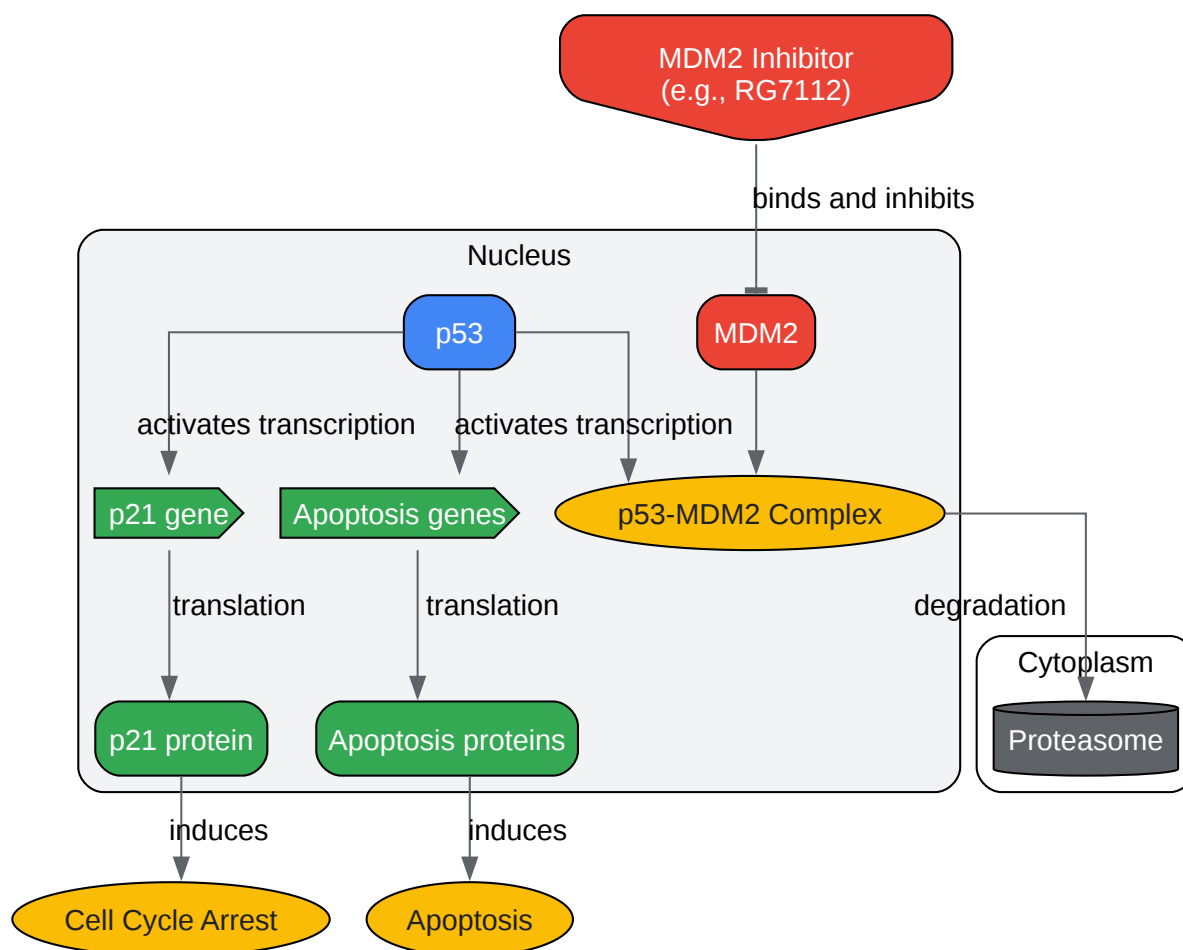 MDM2 Inhibitor
(e.g., RG7112)
binds and inhibits
Nucleus
p53
MDM2
activates transcription
activates transcription
p21 gene
Apoptosis genes
p53-MDM2 Complex
translation
translation
degradation
Cytoplasm
p21 protein
Apoptosis proteins
Proteasome
induces
induces
Cell Cycle Arrest
Apoptosis